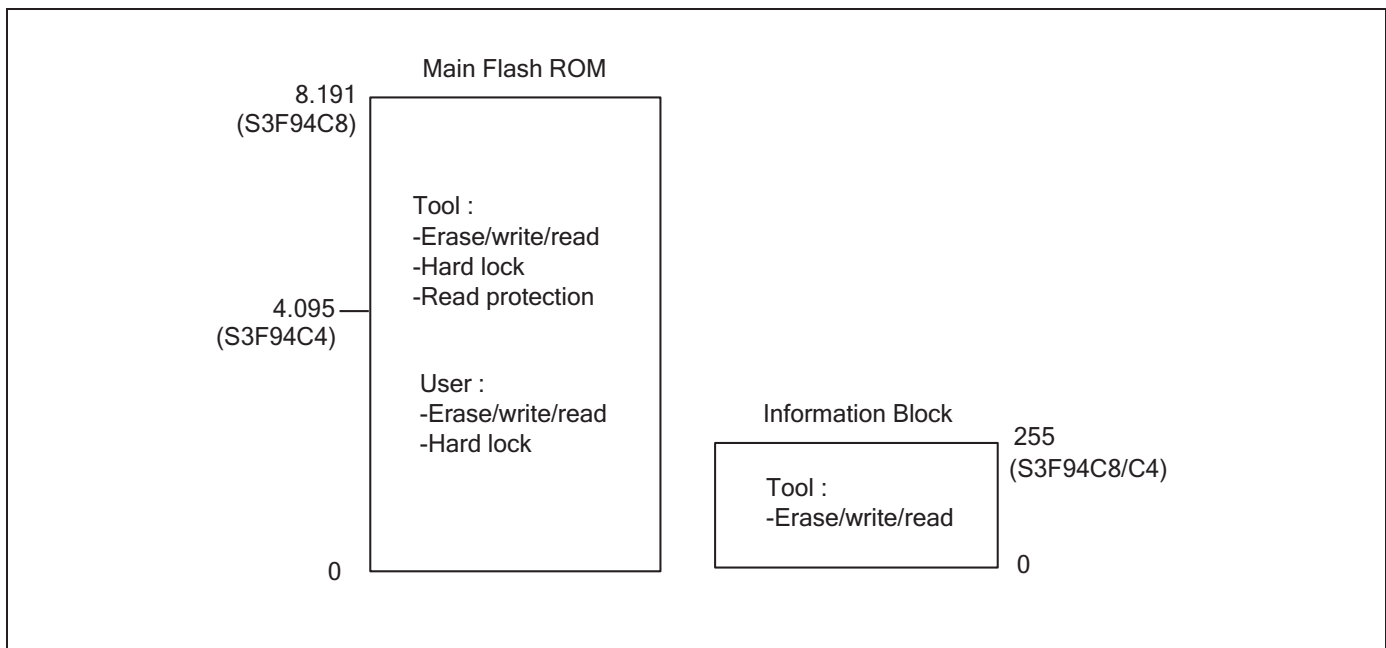 Main Flash ROM
8.191
(S3F94C8)
Tool :
-Erase/write/read
-Hard lock
-Read protection
4.095
(S3F94C4)
User :
-Erase/write/read
-Hard lock
0
Information Block
255
(S3F94C8/C4)
Tool :
-Erase/write/read
0